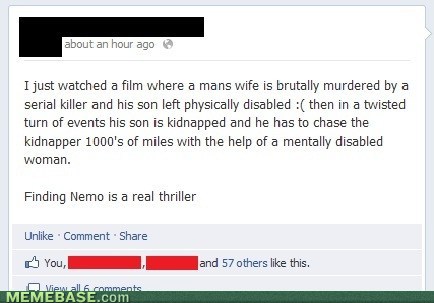 about an hour ago
I just watched a film where a mans wife is brutally murdered by a
serial killer and his son left physically disabled :( then in a twisted
turn of events his son is kidnapped and he has to chase the
kidnapper 1000's of miles with the help of a mentally disabled
woman.
Finding Nemo is a real thriller
Unlike · Comment · Share
You, , and 57 others like this.
View all 6 comments
MEMEBASE.com